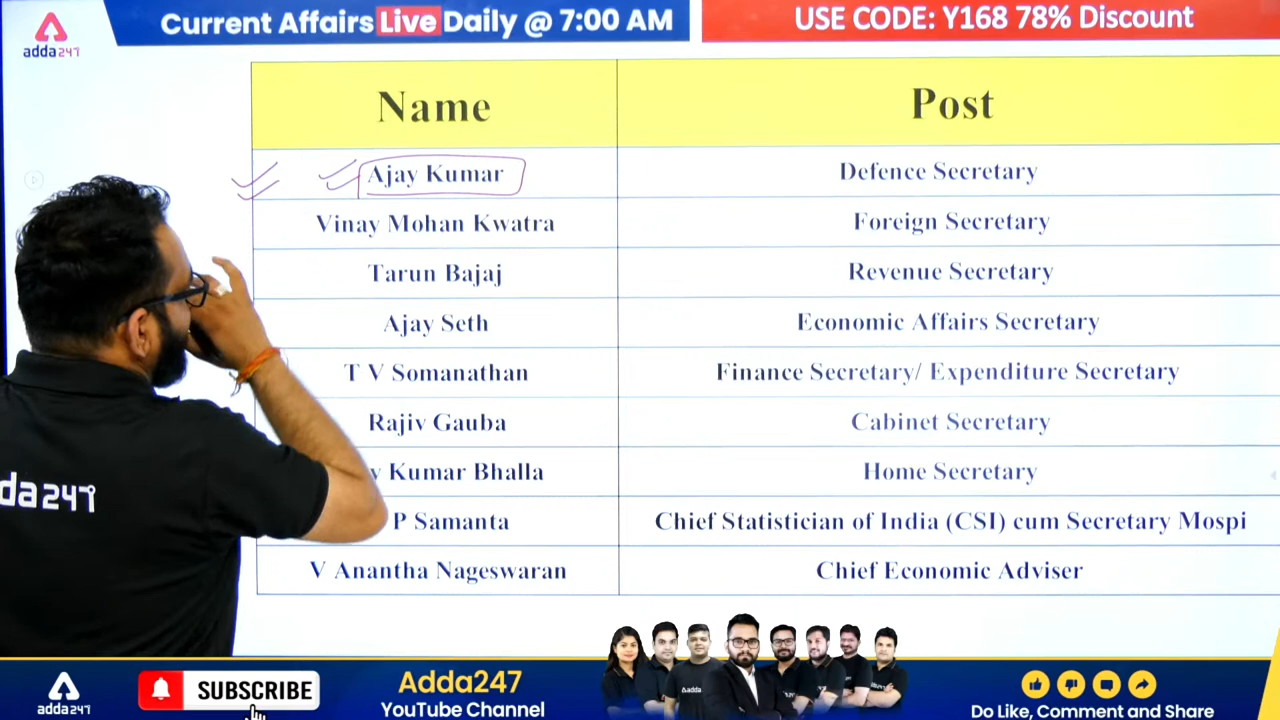 adda247
Current Affairs Live Daily @ 7:00 AM
USE CODE: Y168 78% Discount
Name Post
Ajay Kumar Defence Secretary
Vinay Mohan Kwatra Foreign Secretary
Tarun Bajaj Revenue Secretary
Ajay Seth Economic Affairs Secretary
T V Somanathan Finance Secretary/ Expenditure Secretary
Rajiv Gauba Cabinet Secretary
Kumar Bhalla Home Secretary
P Samanta Chief Statistician of India (CSI) cum Secretary Mospi
V Anantha Nageswaran Chief Economic Adviser
da247
adda247
SUBSCRIBE
Adda247
YouTube Channel
Do Like, Comment and Share